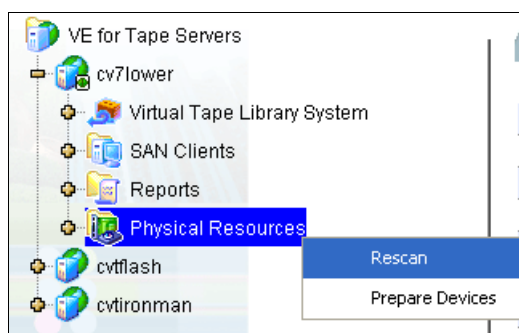 VE for Tape Servers
cv7lower
Virtual Tape Library System
SAN Clients
Reports
Physical Resources
Rescan
Prepare Devices
cvtflash
cvtironman